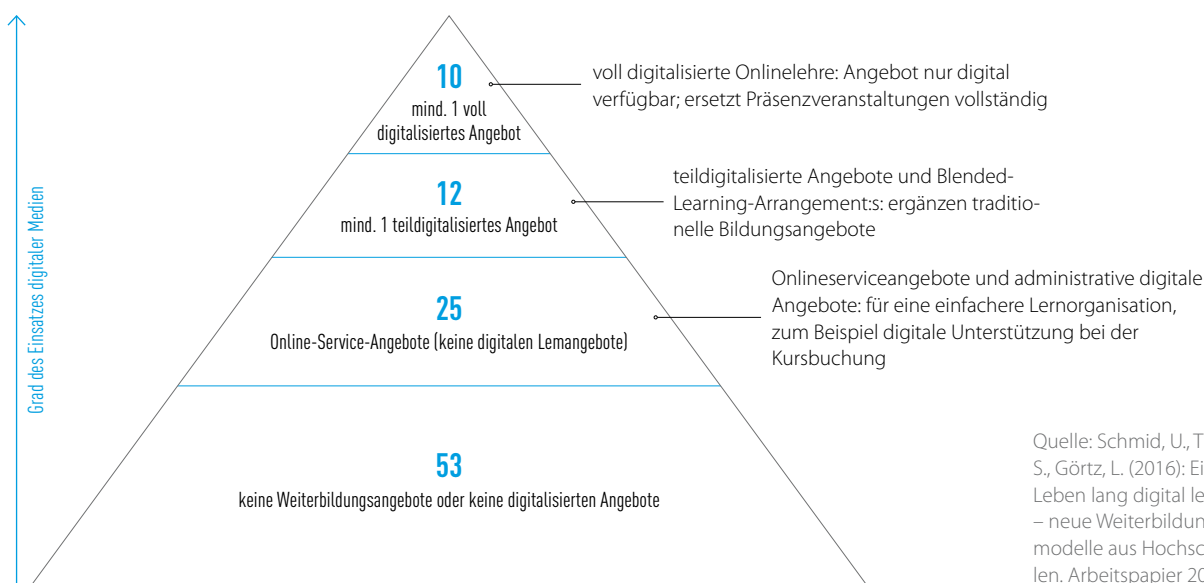 Grad des Einsatzes digitaler Medien
10
mind. 1 voll
digitalisiertes Angebot
voll digitalisierte Onlinelehre: Angebot nur digital
verfügbar; ersetzt Präsenzveranstaltungen vollständig
12
mind. 1 teildigitalisiertes Angebot
teildigitalisierte Angebote und Blended-
Learning-Arrangement:s: ergänzen traditio-
nelle Bildungsangebote
25
Online-Service-Angebote (keine digitalen Lemangebote)
Onlineserviceangebote und administrative digitale
Angebote: für eine einfachere Lernorganisation,
zum Beispiel digitale Unterstützung bei der
Kursbuchung
53
keine Weiterbildungsangebote oder keine digitalisierten Angebote
Quelle: Schmid, U., T
S., Görtz, L. (2016): Ei
Leben lang digital le
– neue Weiterbildun
modelle aus Hochsc
len. Arbeitspapier 20